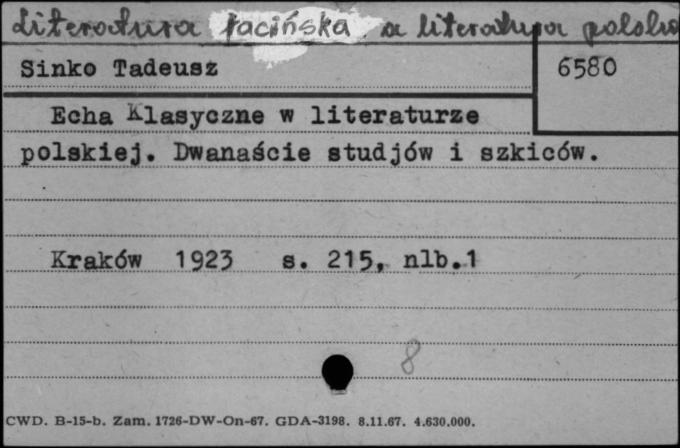 Literatura łacińska a literatura polska
Sinko Tadeusz 6580
Echa Klasyczne w literaturze
polskiej. Dwanaście studjów i szkiców.
Kraków 1923 s. 215, nlb.1
8
CWD. B-15-b. Zam. 1726-DW-On-67. GDA-3198. 8.11.67. 4.630.000.